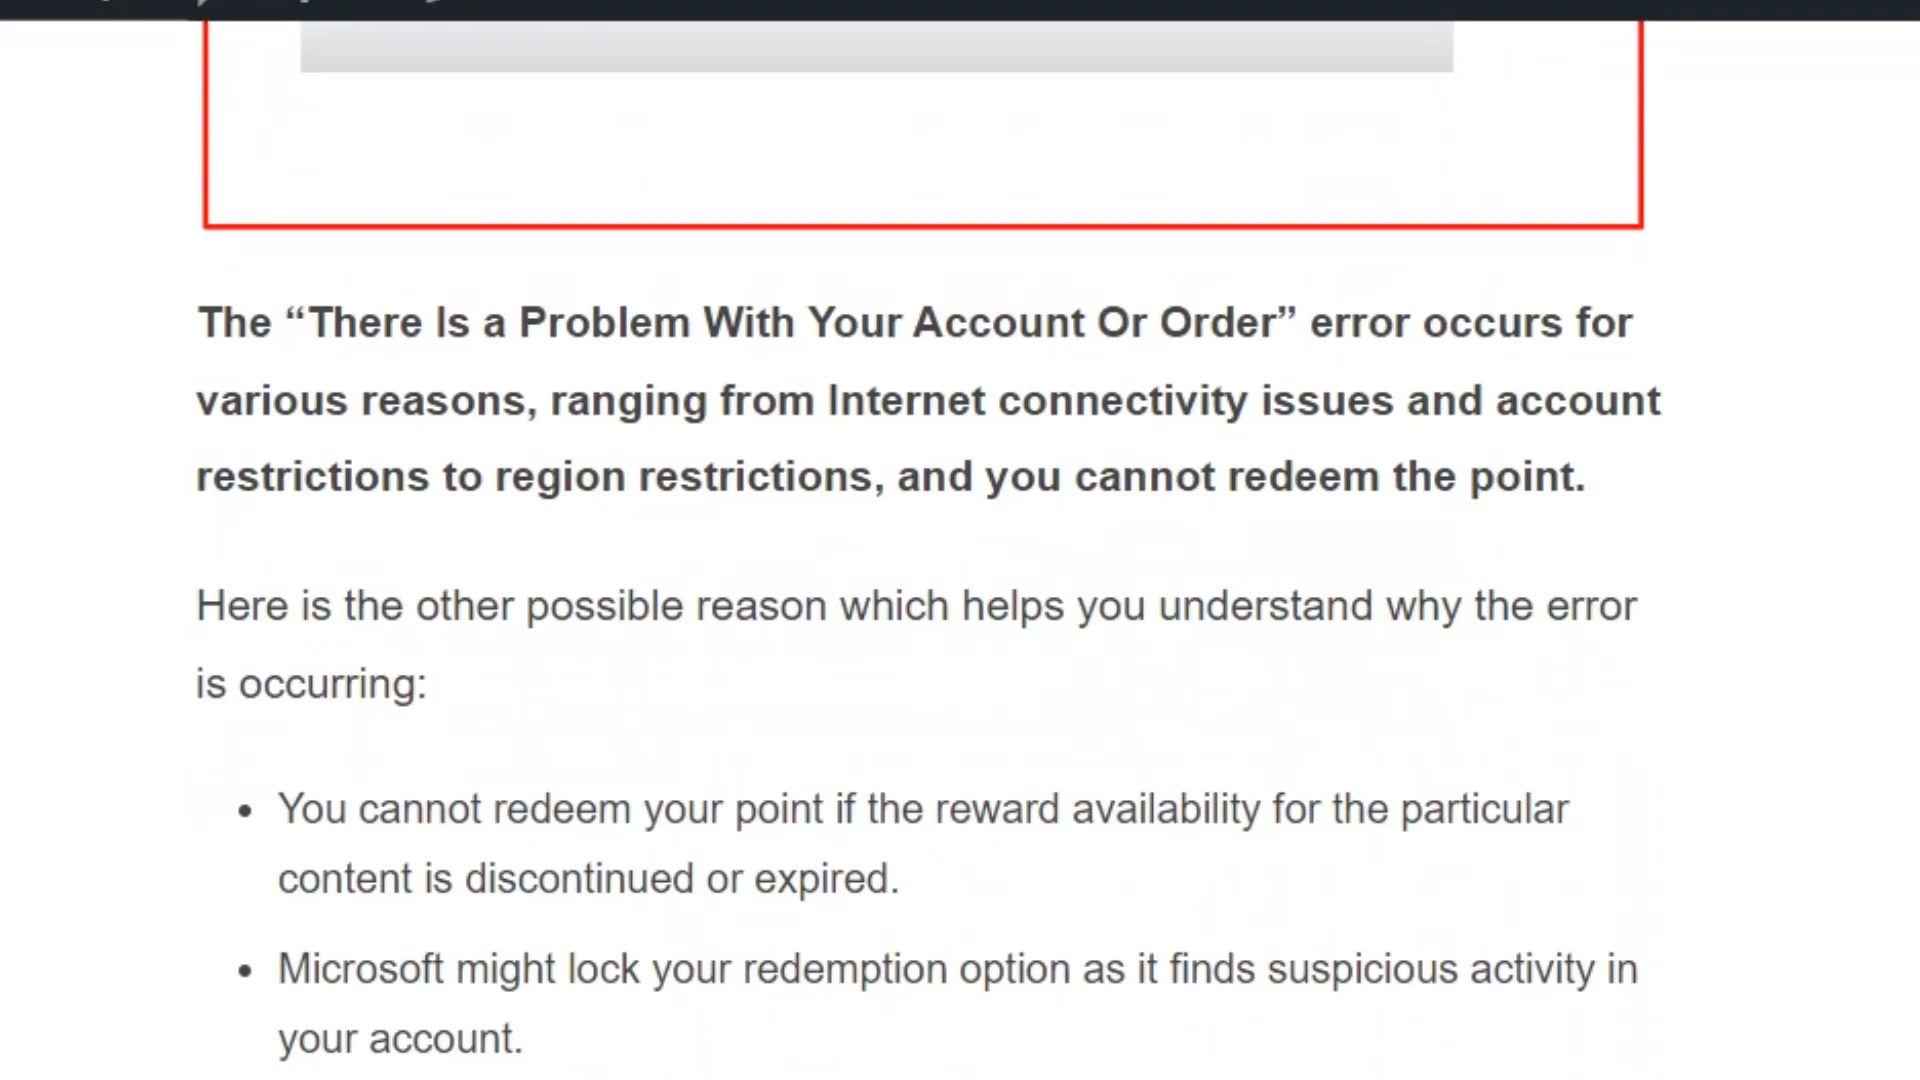 The “There Is a Problem With Your Account Or Order” error occurs for
various reasons, ranging from Internet connectivity issues and account
restrictions to region restrictions, and you cannot redeem the point.
Here is the other possible reason which helps you understand why the error
is occurring:
• You cannot redeem your point if the reward availability for the particular
content is discontinued or expired.
• Microsoft might lock your redemption option as it finds suspicious activity in
your account.